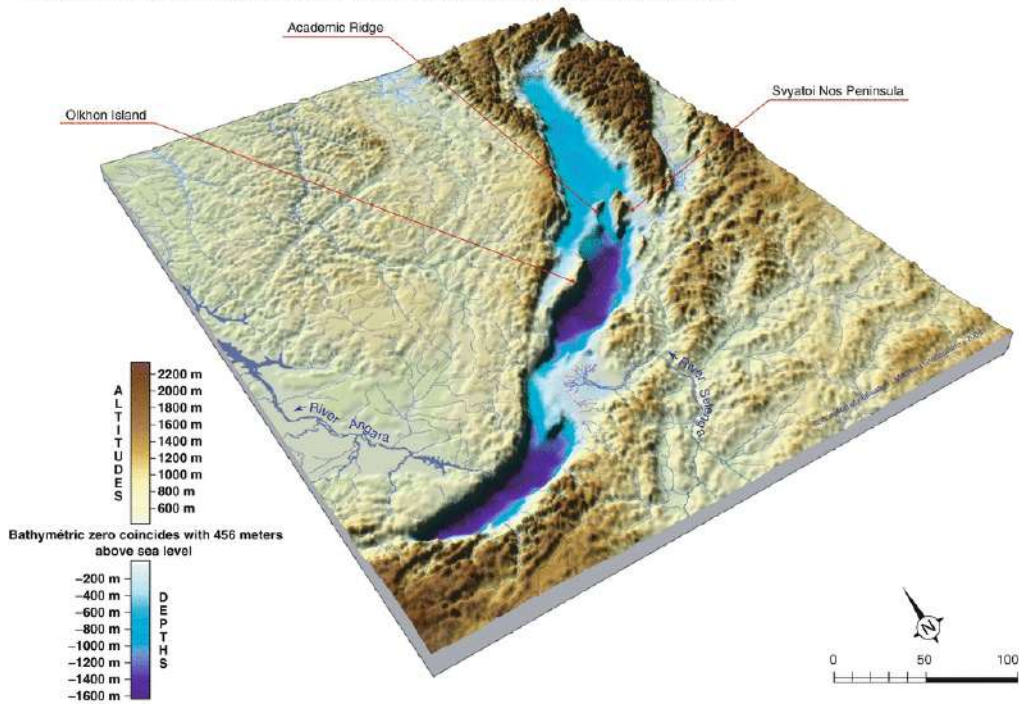 Academic Ridge
Svyatoi Nos Peninsula
Olkhon Island
River Selenga
River Angara
ALTITUDES
2200 m
2000 m
1800 m
1600 m
1400 m
1200 m
1000 m
800 m
600 m
Bathymétric zero coincides with 456 meters
above sea level
-200 m
-400 m
-600 m
-800 m
-1000 m
-1200 m
-1400 m
-1600 m
DEPTHS
N
0 50 100